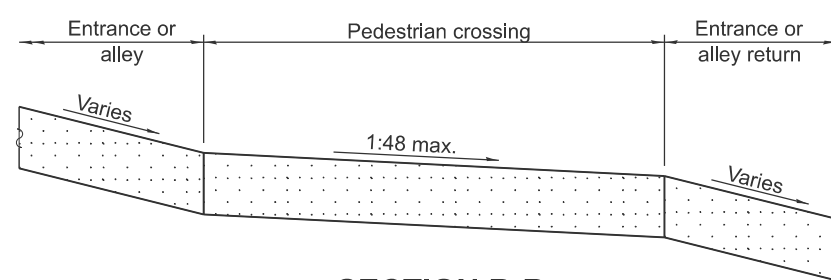 Entrance or
alley
Pedestrian crossing
Entrance or
alley return
Varies
1:48 max.
Varies